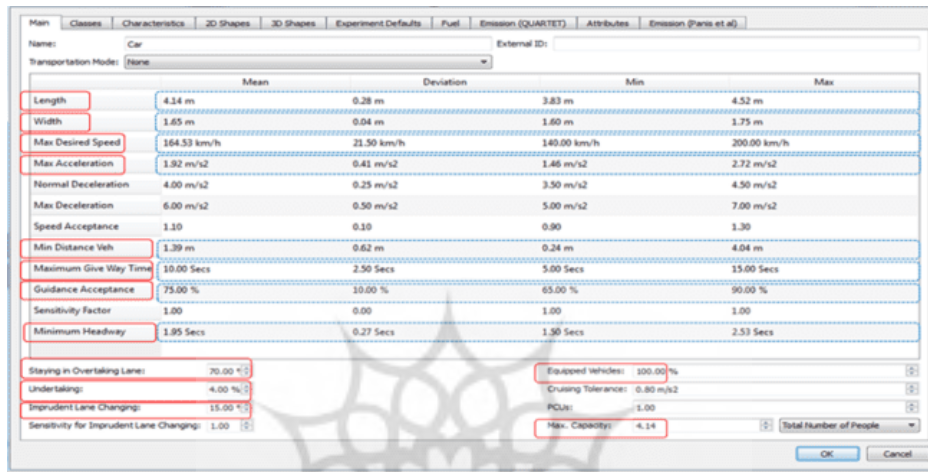 Main Classes Characteristics 2D Shapes 3D Shapes Experiment Defaults Fuel Emission (QUARTET) Attributes Emission (Panis et al)
Name: Car External ID:
Transportation Mode: None
Mean Deviation Min Max
Length 4.14 m 0.28 m 3.83 m 4.52 m
Width 1.65 m 0.04 m 1.60 m 1.75 m
Max Desired Speed 164.53 km/h 21.50 km/h 140.00 km/h 200.00 km/h
Max Acceleration 1.92 m/s2 0.41 m/s2 1.46 m/s2 2.72 m/s2
Normal Deceleration 4.00 m/s2 0.25 m/s2 3.50 m/s2 4.50 m/s2
Max Deceleration 6.00 m/s2 0.50 m/s2 5.00 m/s2 7.00 m/s2
Speed Acceptance 1.10 0.10 0.90 1.30
Min Distance Veh 1.39 m 0.62 m 0.24 m 4.04 m
Maximum Give Way Time 10.00 Secs 2.50 Secs 5.00 Secs 15.00 Secs
Guidance Acceptance 75.00 % 10.00 % 65.00 % 90.00 %
Sensitivity Factor 1.00 0.00 1.00 1.00
Minimum Headway 1.95 Secs 0.27 Secs 1.50 Secs 2.53 Secs
Staying in Overtaking Lane: 70.00 % Equipped Vehicles: 100.00 %
Undertaking: 4.00 % Cruising Tolerance: 0.80 m/s2
Imprudent Lane Changing: 15.00 % PCUs: 1.00
Sensitivity for Imprudent Lane Changing: 1.00 Max. Capacity: 4.14 Total Number of People
OK Cancel